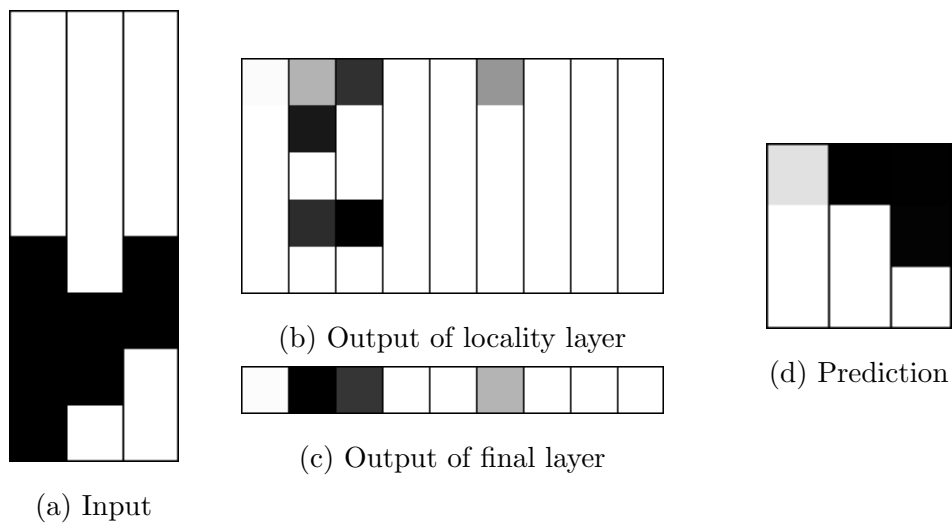 (b) Output of locality layer
(d) Prediction
(c) Output of final layer
(a) Input